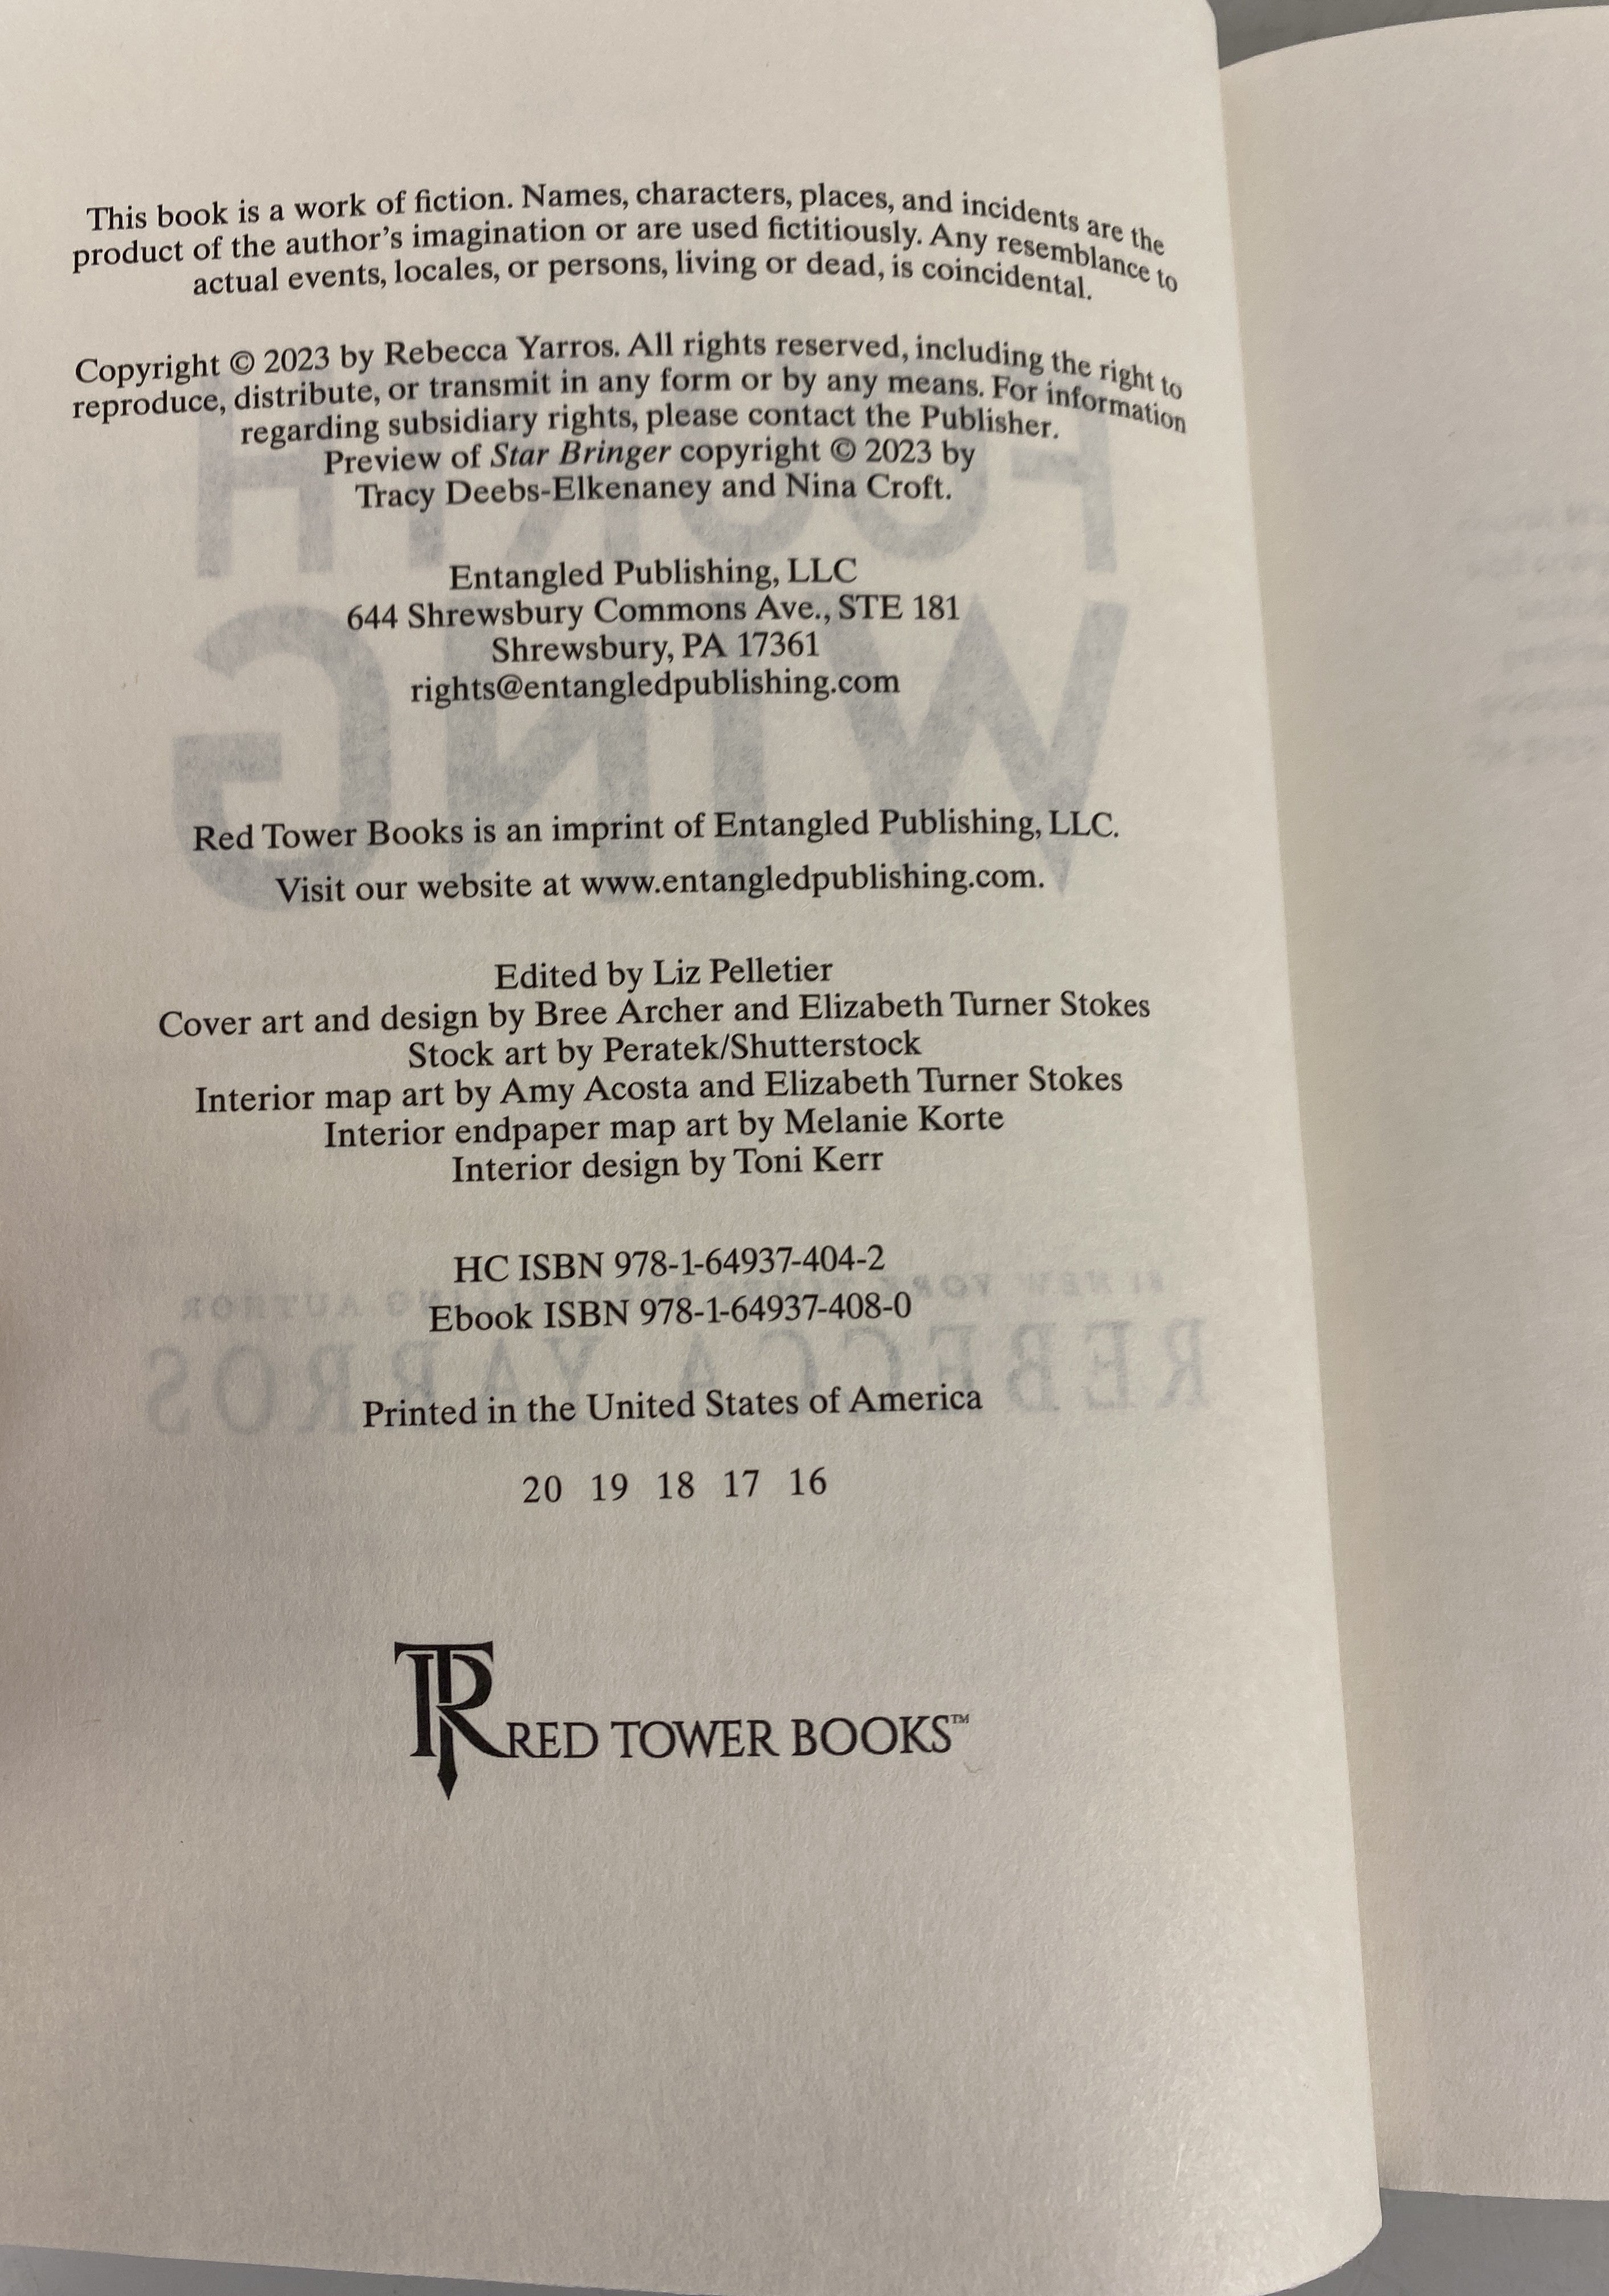 This book is a work of fiction. Names, characters, places, and incidents are the
product of the author's imagination or are used fictitiously. Any resemblance to
actual events, locales, or persons, living or dead, is coincidental.
Copyright © 2023 by Rebecca Yarros. All rights reserved, including the right to
reproduce, distribute, or transmit in any form or by any means. For information
regarding subsidiary rights, please contact the Publisher.
Preview of Star Bringer copyright © 2023 by
Tracy Deebs-Elkenaney and Nina Croft.
Entangled Publishing, LLC
644 Shrewsbury Commons Ave., STE 181
Shrewsbury, PA 17361
rights@entangledpublishing.com
Red Tower Books is an imprint of Entangled Publishing, LLC.
Visit our website at www.entangledpublishing.com.
Edited by Liz Pelletier
Cover art and design by Bree Archer and Elizabeth Turner Stokes
Stock art by Peratek/Shutterstock
Interior map art by Amy Acosta and Elizabeth Turner Stokes
Interior endpaper map art by Melanie Korte
Interior design by Toni Kerr
HC ISBN 978-1-64937-404-2
Ebook ISBN 978-1-64937-408-0
Printed in the United States of America
20 19 18 17 16
TR RED TOWER BOOKS™